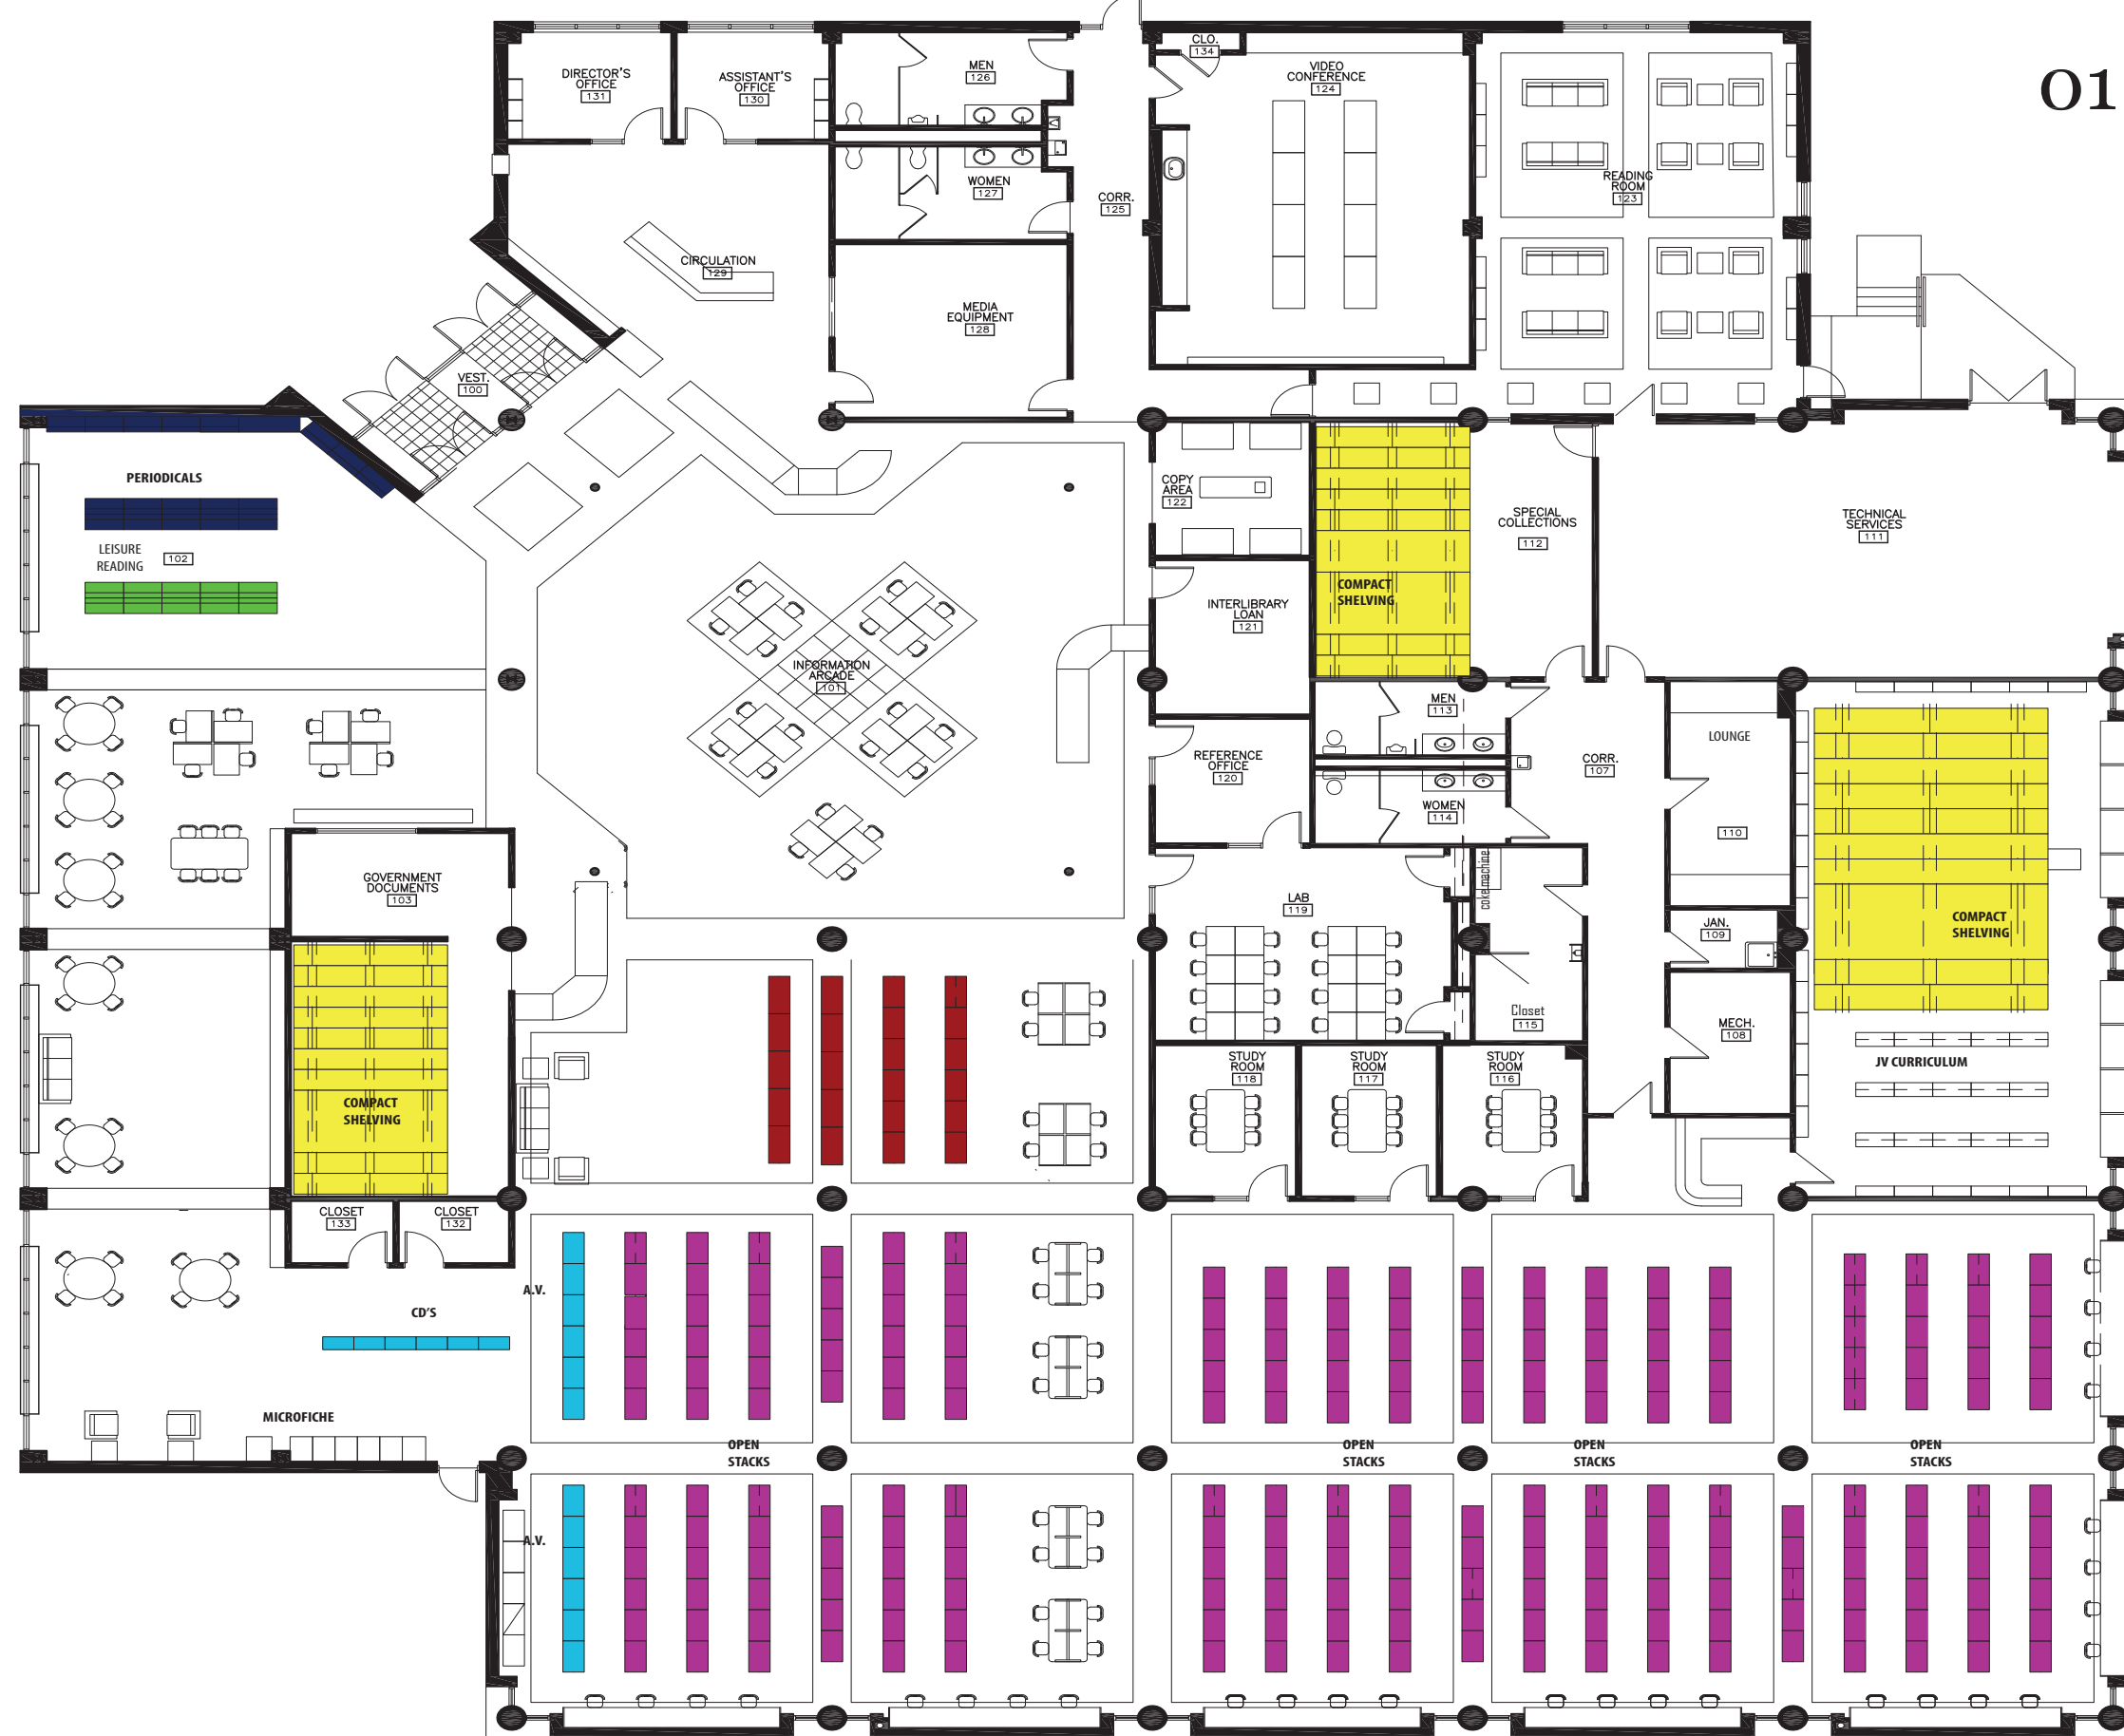 01
CLO.
134
DIRECTOR'S
OFFICE
131
ASSISTANT'S
OFFICE
130
MEN
126
VIDEO
CONFERENCE
124
WOMEN
127
READING
ROOM
123
CORR.
125
CIRCULATION
129
MEDIA
EQUIPMENT
128
VEST.
100
PERIODICALS
LEISURE
READING
102
COPY
AREA
122
SPECIAL
COLLECTIONS
112
TECHNICAL
SERVICES
111
COMPACT
SHELVING
INTERLIBRARY
LOAN
121
INFORMATION
ARCADE
101
MEN
113
LOUNGE
110
REFERENCE
OFFICE
120
CORR.
107
WOMEN
114
GOVERNMENT
DOCUMENTS
103
coke machine
LAB
119
COMPACT
SHELVING
JAN.
109
Closet
115
MECH.
108
JV CURRICULUM
COMPACT
SHELVING
STUDY
ROOM
118
STUDY
ROOM
117
STUDY
ROOM
116
CLOSET
133
CLOSET
132
A.V.
CD'S
MICROFICHE
OPEN
STACKS
OPEN
STACKS
OPEN
STACKS
OPEN
STACKS
A.V.